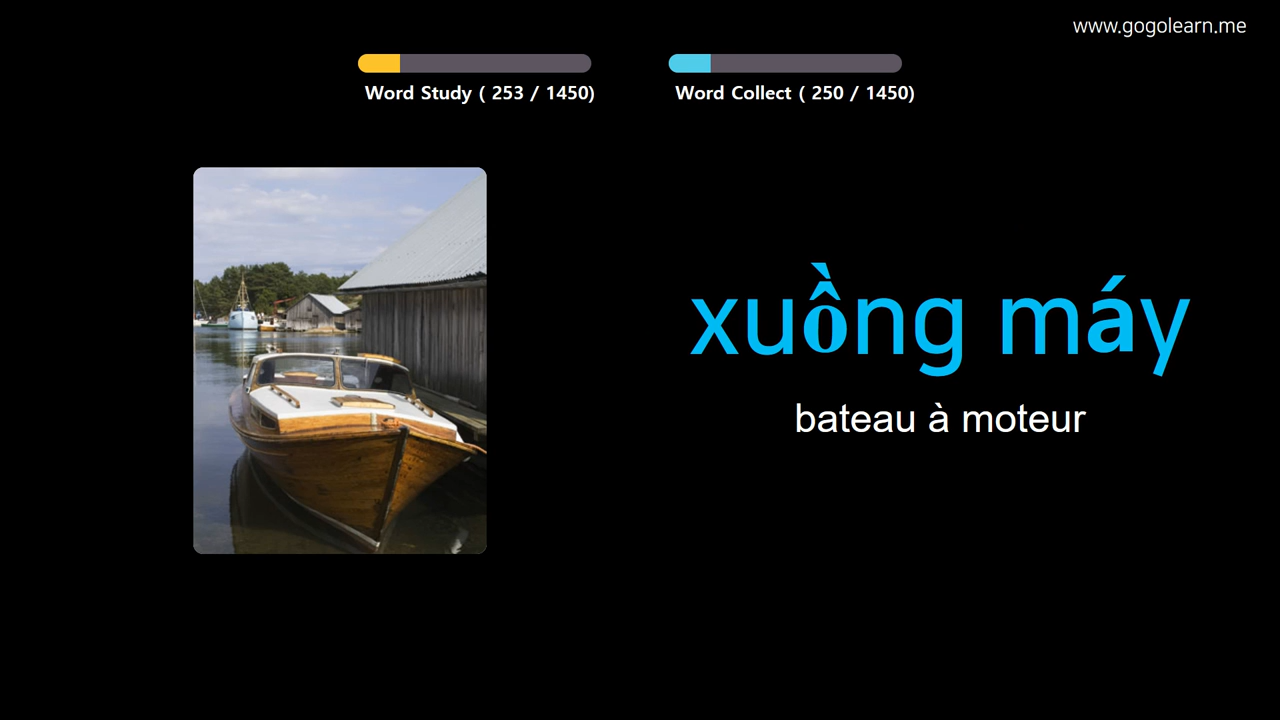 www.gogolearn.me
Word Study ( 253 / 1450)
Word Collect ( 250 / 1450)
xuồng máy
bateau à moteur